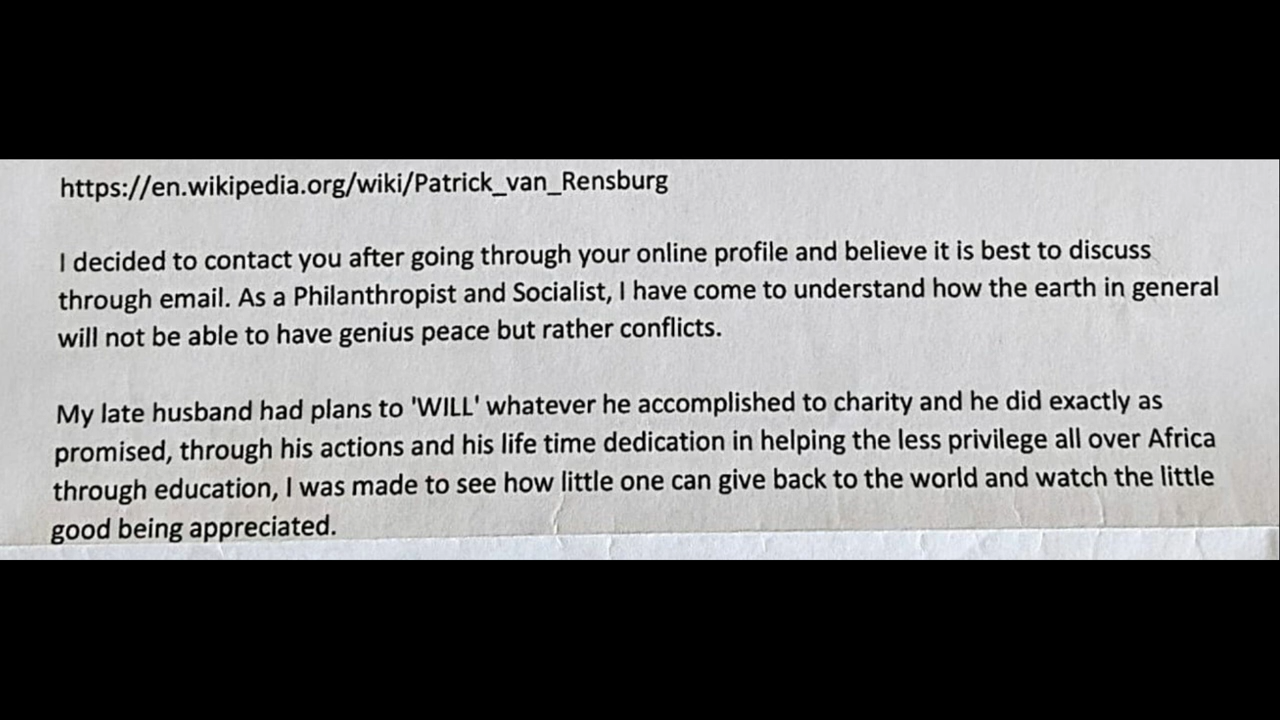 https://en.wikipedia.org/wiki/Patrick_van_Rensburg
I decided to contact you after going through your online profile and believe it is best to discuss
through email. As a Philanthropist and Socialist, I have come to understand how the earth in general
will not be able to have genius peace but rather conflicts.
My late husband had plans to 'WILL' whatever he accomplished to charity and he did exactly as
promised, through his actions and his life time dedication in helping the less privilege all over Africa
through education, I was made to see how little one can give back to the world and watch the little
good being appreciated.